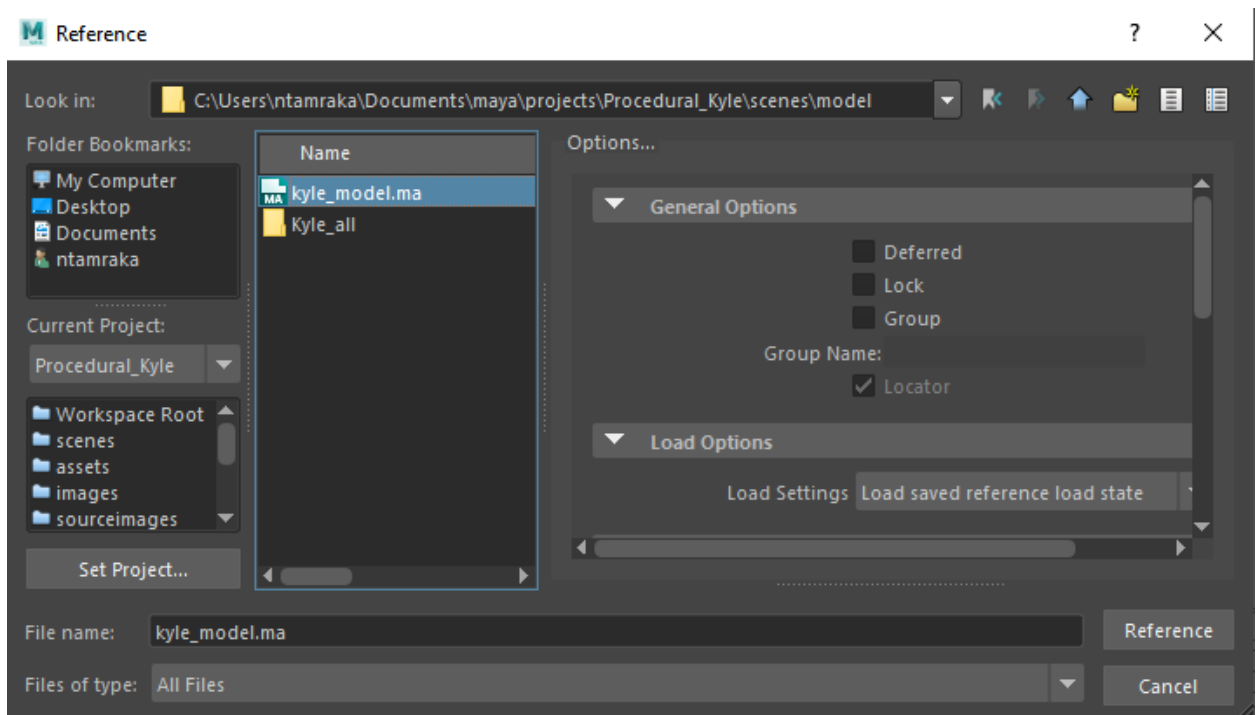 Reference
?
Look in: C:\Users\ntamraka\Documents\maya\projects\Procedural_Kyle\scenes\model
Folder Bookmarks:
My Computer
Desktop
Documents
ntamraka
Current Project:
Procedural_Kyle
Workspace Root
scenes
assets
images
sourceimages
Set Project...
Name
MA kyle_model.ma
Kyle_all
Options...
General Options
Deferred
Lock
Group
Group Name:
Locator
Load Options
Load Settings Load saved reference load state
File name: kyle_model.ma
Reference
Files of type: All Files
Cancel